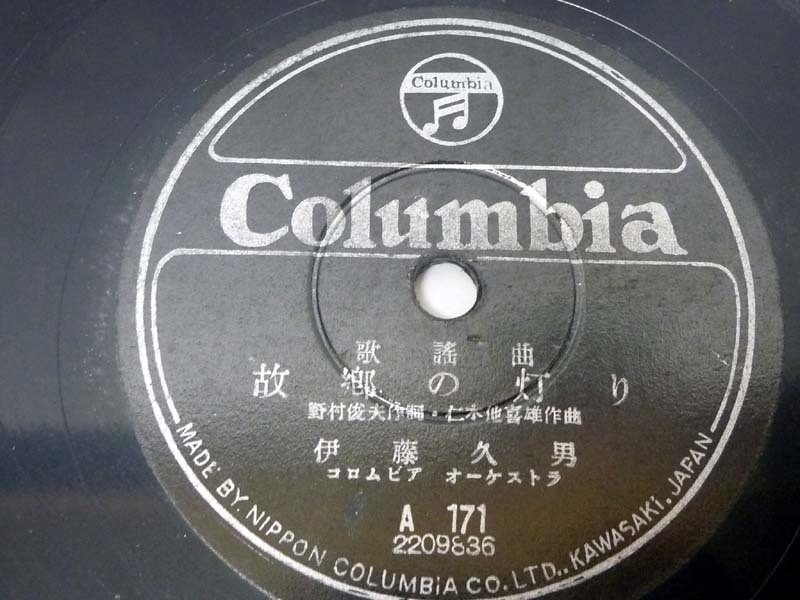 Columbia
Columbia
歌謡曲
故郷の灯り
野村俊夫作詞・仁木他喜雄作曲
伊藤久男
コロムビア オーケストラ
A 171
2209836
MADE BY. NIPPON COLUMBiA CO. LTD., KAWASAKi. JAPAN